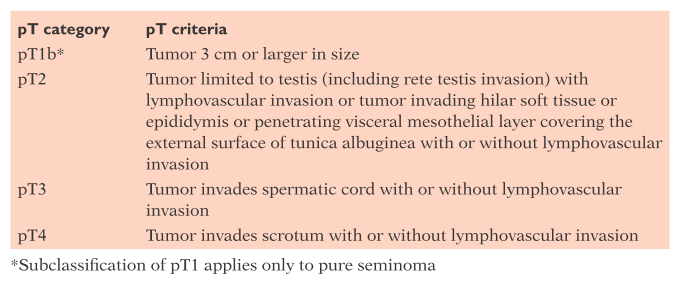 pT category pT criteria
pT1b* Tumor 3 cm or larger in size
pT2 Tumor limited to testis (including rete testis invasion) with
lymphovascular invasion or tumor invading hilar soft tissue or
epididymis or penetrating visceral mesothelial layer covering the
external surface of tunica albuginea with or without lymphovascular
invasion
pT3 Tumor invades spermatic cord with or without lymphovascular
invasion
pT4 Tumor invades scrotum with or without lymphovascular invasion
*Subclassification of pT1 applies only to pure seminoma